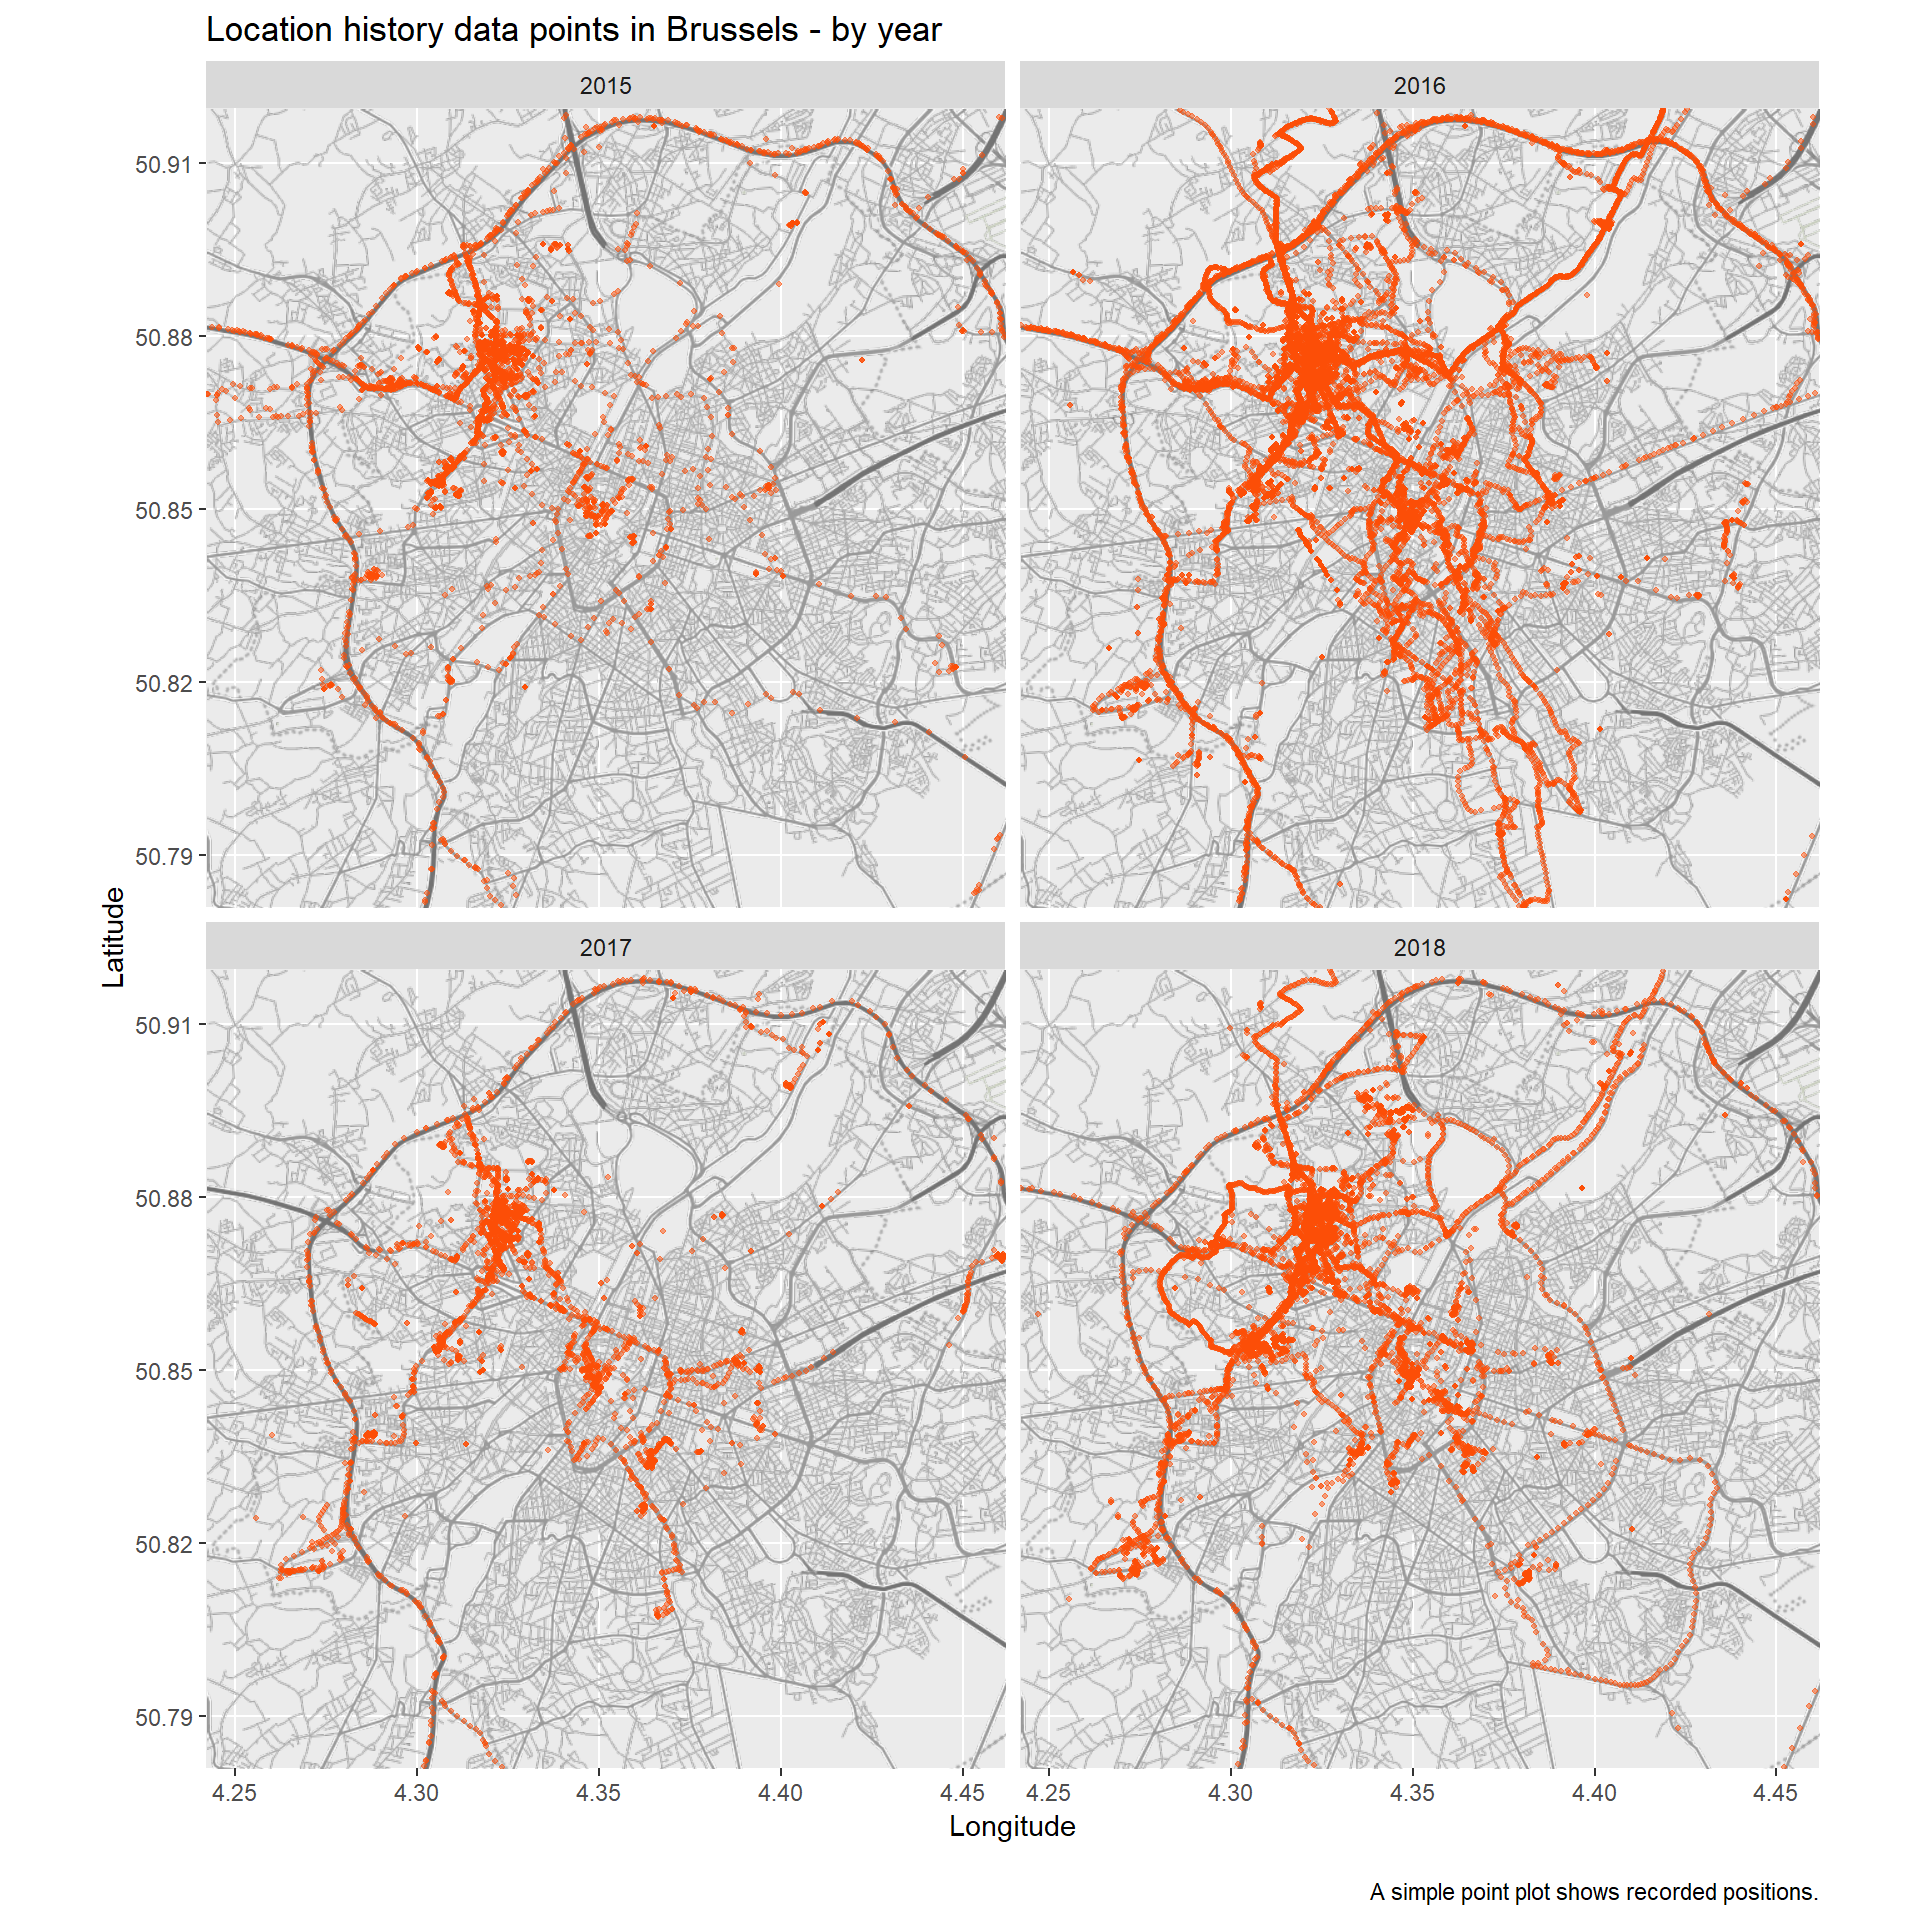 Location history data points in Brussels - by year
2015
2016
50.91
50.88
50.85
50.82
50.79
Latitude
2017
2018
50.91
50.88
50.85
50.82
50.79
4.25 4.30 4.35 4.40 4.45
4.25 4.30 4.35 4.40 4.45
Longitude
A simple point plot shows recorded positions.